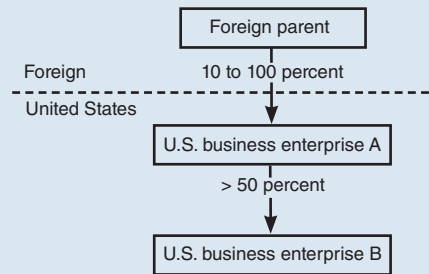 Foreign parent
Foreign
10 to 100 percent
United States
U.S. business enterprise A
> 50 percent
U.S. business enterprise B